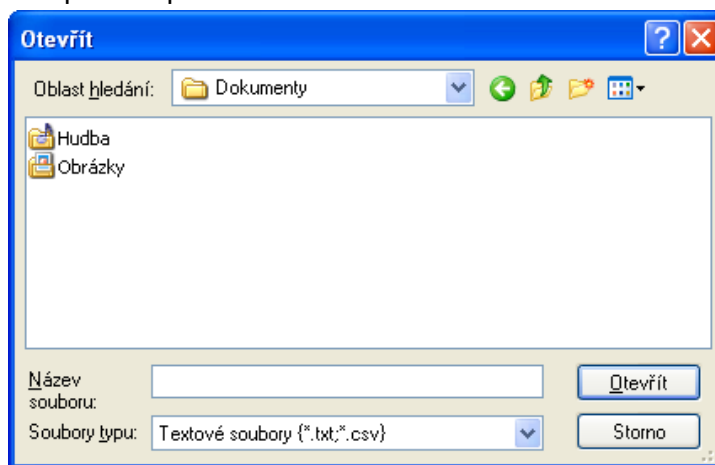 Otevřít
Oblast hledání: Dokumenty
Hudba
Obrázky
Název souboru:
Otevřít
Soubory typu: Textové soubory {*.txt;*.csv}
Storno